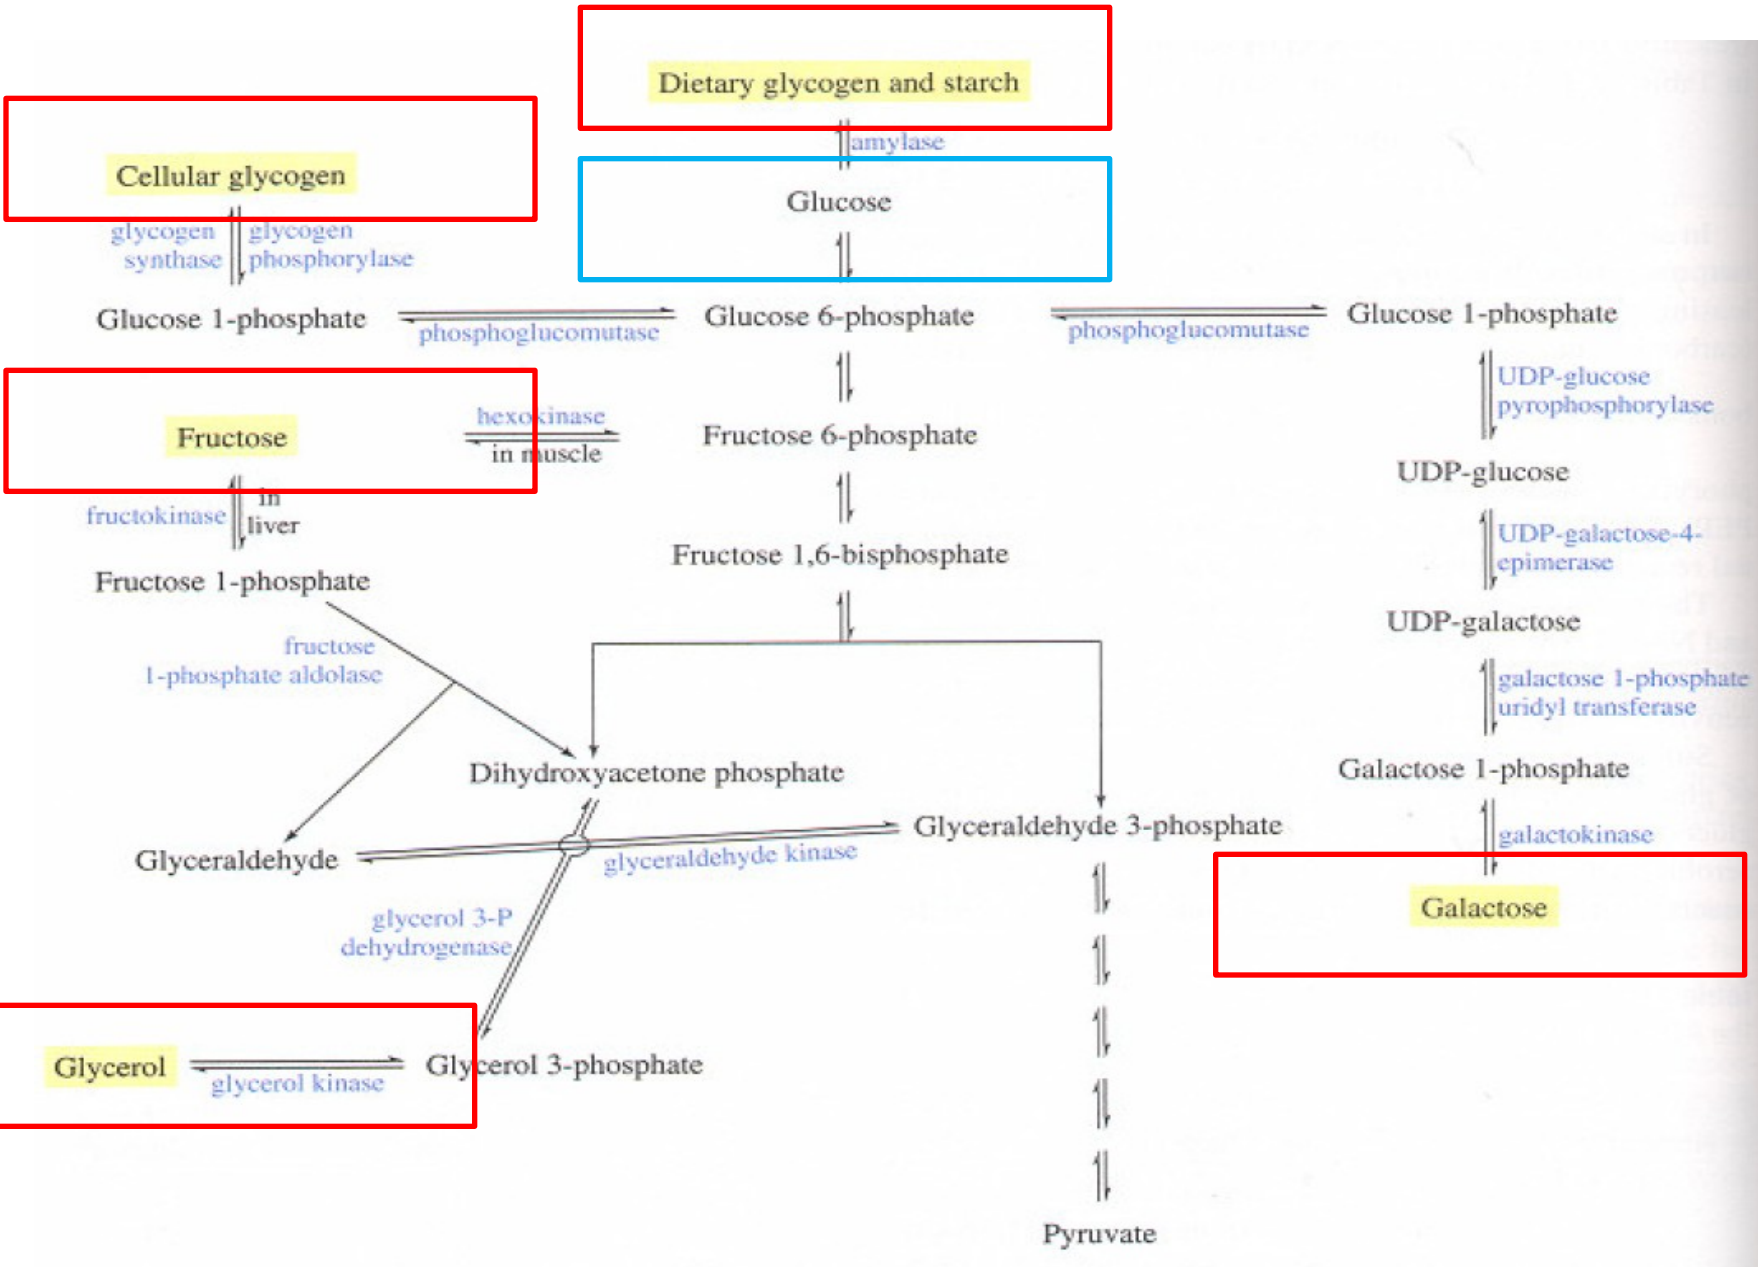 Dietary glycogen and starch
amylase
Cellular glycogen
Glucose
glycogen
synthase
glycogen
phosphorylase
Glucose 1-phosphate
phosphoglucomutase
Glucose 6-phosphate
phosphoglucomutase
Glucose 1-phosphate
UDP-glucose
pyrophosphorylase
Fructose
hexokinase
in muscle
Fructose 6-phosphate
UDP-glucose
fructokinase
in
liver
UDP-galactose-4-
epimerase
Fructose 1-phosphate
Fructose 1,6-bisphosphate
UDP-galactose
fructose
1-phosphate aldolase
galactose 1-phosphate
uridyl transferase
Dihydroxyacetone phosphate
Galactose 1-phosphate
Glyceraldehyde
glyceraldehyde kinase
Glyceraldehyde 3-phosphate
galactokinase
Galactose
glycerol 3-P
dehydrogenase
Glycerol
glycerol kinase
Glycerol 3-phosphate
Pyruvate